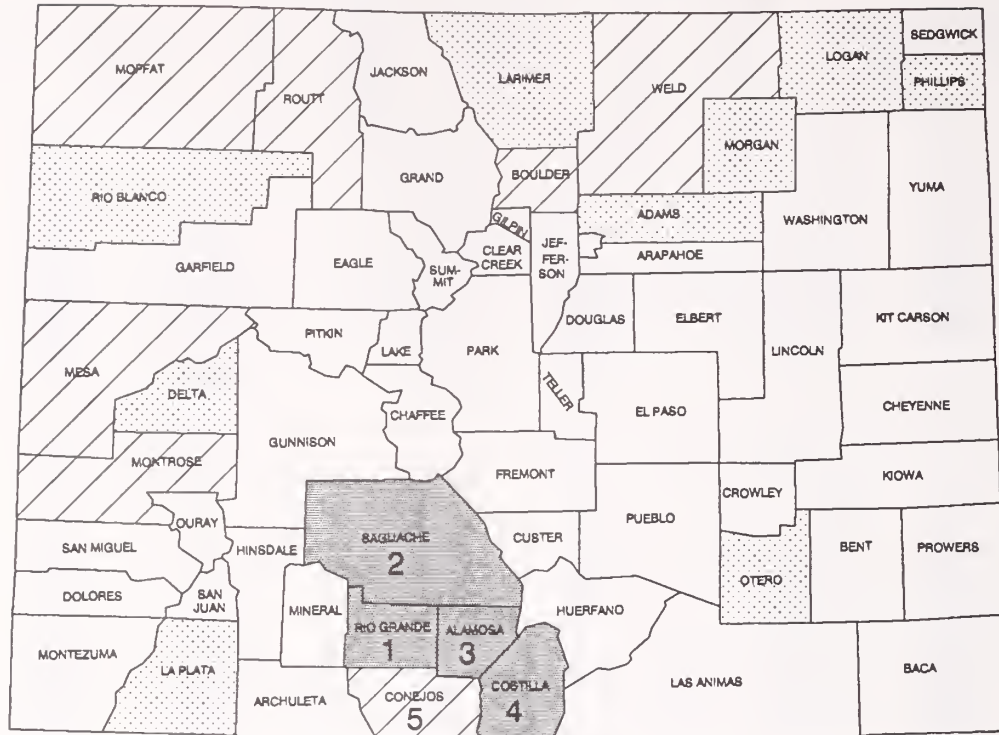 SEDGWICK
MOFFAT
ROUTT
JACKSON
LARIMER
WELD
LOGAN
PHILLIPS
MORGAN
RIO BLANCO
GRAND
BOULDER
YUMA
GILPIN
ADAMS
WASHINGTON
GARFIELD
EAGLE
SUM-
MIT
CLEAR
CREEK
JEF-
FER-
SON
ARAPAHOE
PITKIN
LAKE
PARK
DOUGLAS
ELBERT
LINCOLN
KIT CARSON
MESA
DELTA
CHAFFEE
TELLER
EL PASO
CHEYENNE
GUNNISON
MONTROSE
FREMONT
KIOWA
CROWLEY
OURAY
PUEBLO
SAN MIGUEL
HINSDALE
SAGUACHE
2
CUSTER
BENT
PROWERS
OTERO
DOLORES
SAN
JUAN
MINERAL
RIO GRANDE
1
ALAMOSA
3
HUERFANO
MONTEZUMA
LA PLATA
ARCHULETA
CONEJOS
5
COSTILLA
4
LAS ANIMAS
BACA